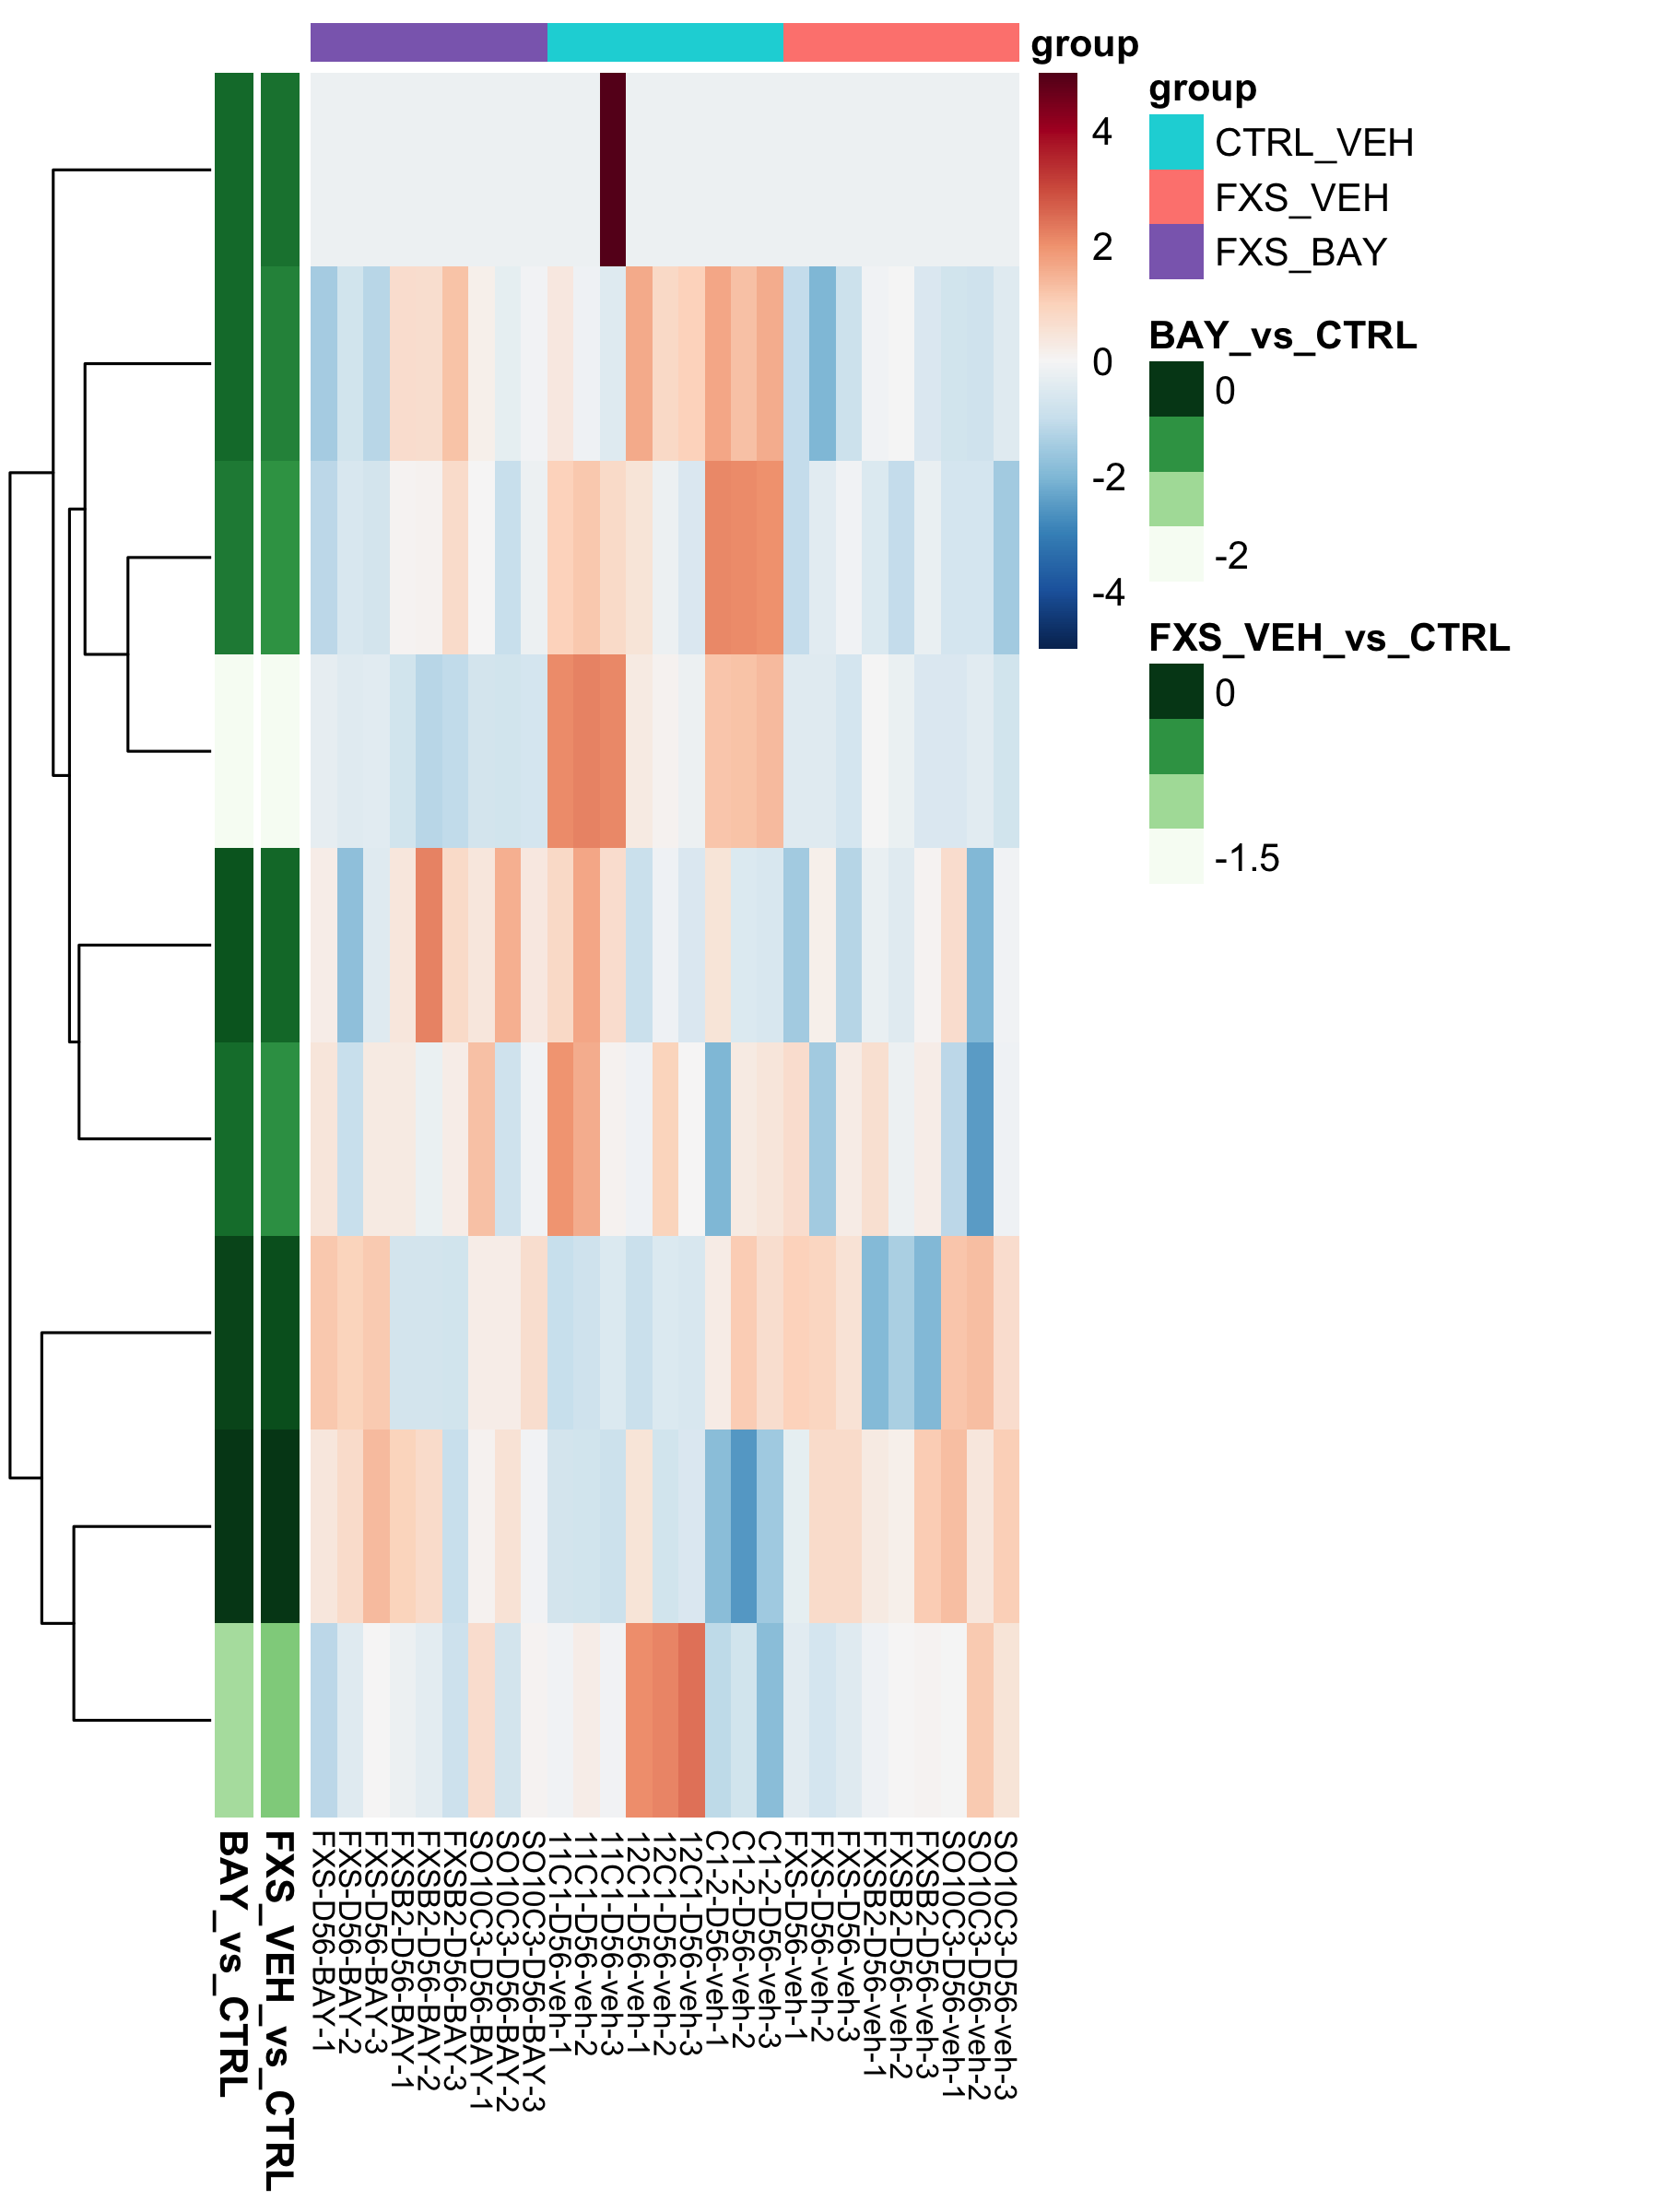 group
4
2
0
-2
-4
group
CTRL_VEH
FXS_VEH
FXS_BAY
BAY_vs_CTRL
0
-2
FXS_VEH_vs_CTRL
0
-1.5
BAY_vs_CTRL
FXS_VEH_vs_CTRL
FXS-D56-BAY-1
FXS-D56-BAY-2
FXS-D56-BAY-3
FXSB2-D56-BAY-1
FXSB2-D56-BAY-2
FXSB2-D56-BAY-3
SO10C3-D56-BAY-1
SO10C3-D56-BAY-2
SO10C3-D56-BAY-3
11C1-D56-veh-1
11C1-D56-veh-2
11C1-D56-veh-3
12C1-D56-veh-1
12C1-D56-veh-2
12C1-D56-veh-3
C1-2-D56-veh-1
C1-2-D56-veh-2
C1-2-D56-veh-3
FXS-D56-veh-1
FXS-D56-veh-2
FXS-D56-veh-3
FXSB2-D56-veh-1
FXSB2-D56-veh-2
FXSB2-D56-veh-3
SO10C3-D56-veh-1
SO10C3-D56-veh-2
SO10C3-D56-veh-3